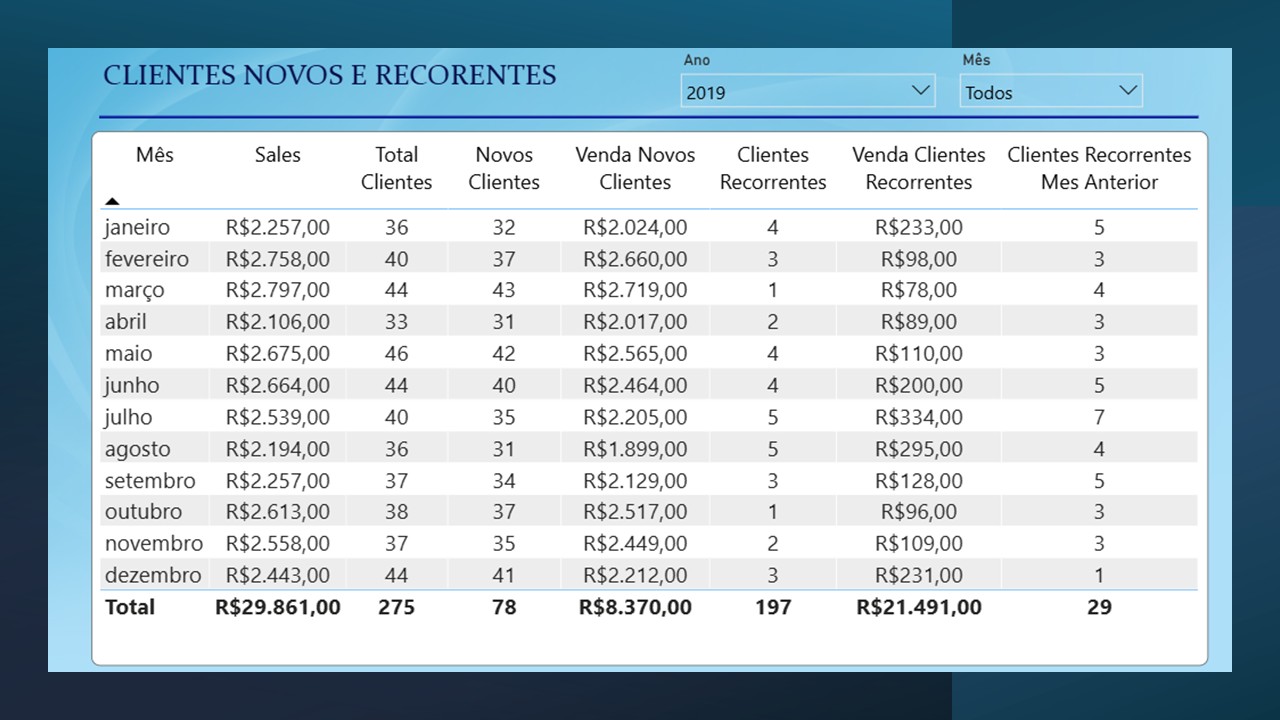 CLIENTES NOVOS E RECORENTES
Ano
Mês
2019
Todos
Mês Sales Total Clientes Novos Clientes Venda Novos Clientes Clientes Recorrentes Venda Clientes Recorrentes Clientes Recorrentes Mes Anterior
janeiro R$2.257,00 36 32 R$2.024,00 4 R$233,00 5
fevereiro R$2.758,00 40 37 R$2.660,00 3 R$98,00 3
março R$2.797,00 44 43 R$2.719,00 1 R$78,00 4
abril R$2.106,00 33 31 R$2.017,00 2 R$89,00 3
maio R$2.675,00 46 42 R$2.565,00 4 R$110,00 3
junho R$2.664,00 44 40 R$2.464,00 4 R$200,00 5
julho R$2.539,00 40 35 R$2.205,00 5 R$334,00 7
agosto R$2.194,00 36 31 R$1.899,00 5 R$295,00 4
setembro R$2.257,00 37 34 R$2.129,00 3 R$128,00 5
outubro R$2.613,00 38 37 R$2.517,00 1 R$96,00 3
novembro R$2.558,00 37 35 R$2.449,00 2 R$109,00 3
dezembro R$2.443,00 44 41 R$2.212,00 3 R$231,00 1
Total R$29.861,00 275 78 R$8.370,00 197 R$21.491,00 29